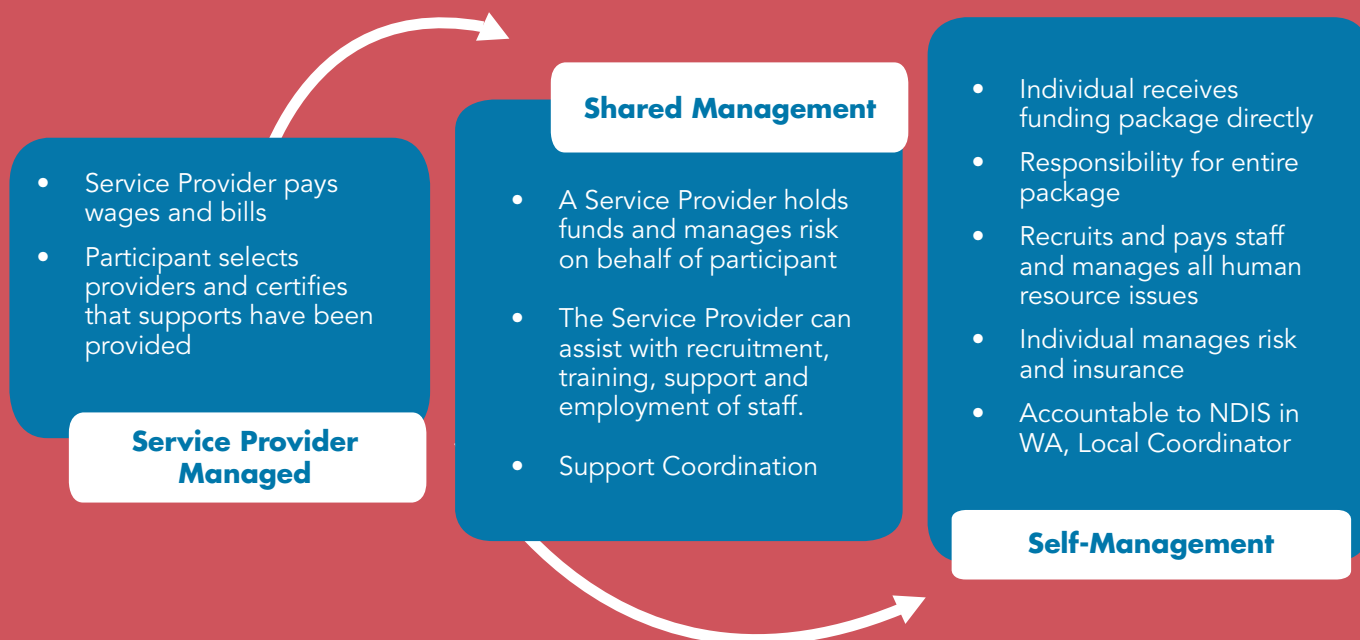 • Service Provider pays
wages and bills
• Participant selects
providers and certifies
that supports have been
provided
Service Provider
Managed
Shared Management
• A Service Provider holds
funds and manages risk
on behalf of participant
• The Service Provider can
assist with recruitment,
training, support and
employment of staff.
• Support Coordination
• Individual receives
funding package directly
• Responsibility for entire
package
• Recruits and pays staff
and manages all human
resource issues
• Individual manages risk
and insurance
• Accountable to NDIS in
WA, Local Coordinator
Self-Management